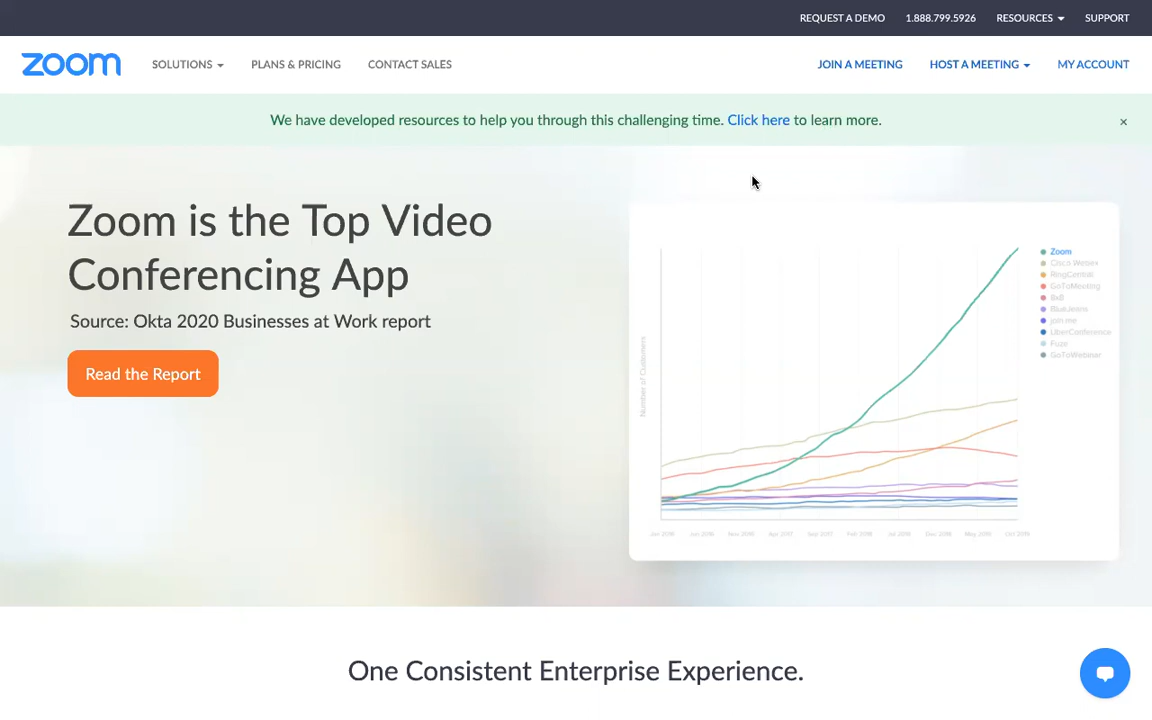 REQUEST A DEMO 1.888.799.5926 RESOURCES SUPPORT
zoom SOLUTIONS PLANS & PRICING CONTACT SALES JOIN A MEETING HOST A MEETING MY ACCOUNT
We have developed resources to help you through this challenging time. Click here to learn more. ×
Zoom is the Top Video
Conferencing App
Source: Okta 2020 Businesses at Work report
Read the Report
Number of Customers
Zoom
Cisco Webex
RingCentral
GoToMeeting
8x8
BlueJeans
join.me
UberConference
Fuze
GoToWebinar
One Consistent Enterprise Experience.